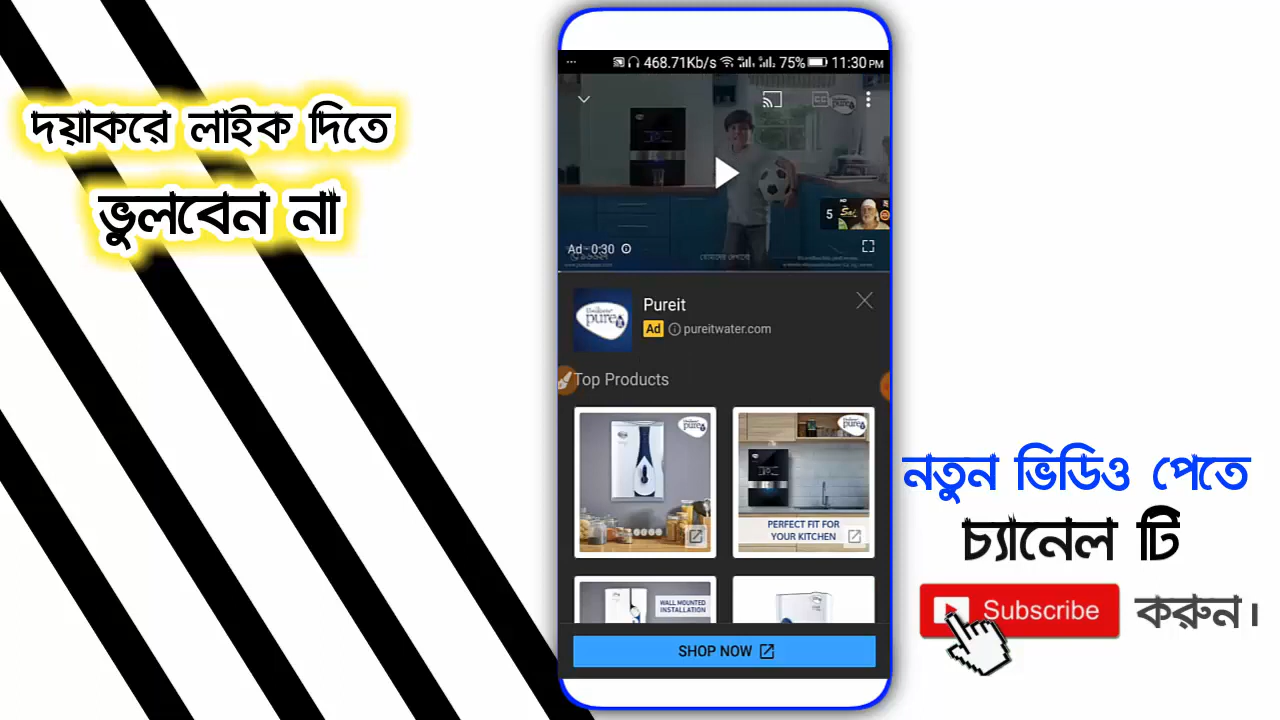 দয়াকরে লাইক দিতে
ভুলবেন না
468.71Kb/s 75% 11:30 PM
5
Ad · 0:30
Pureit
Ad pureitwater.com
Top Products
PERFECT FIT FOR
YOUR KITCHEN
WALL MOUNTED
INSTALLATION
SHOP NOW
নতুন ভিডিও পেতে
চ্যানেল টি
Subscribe করুন।